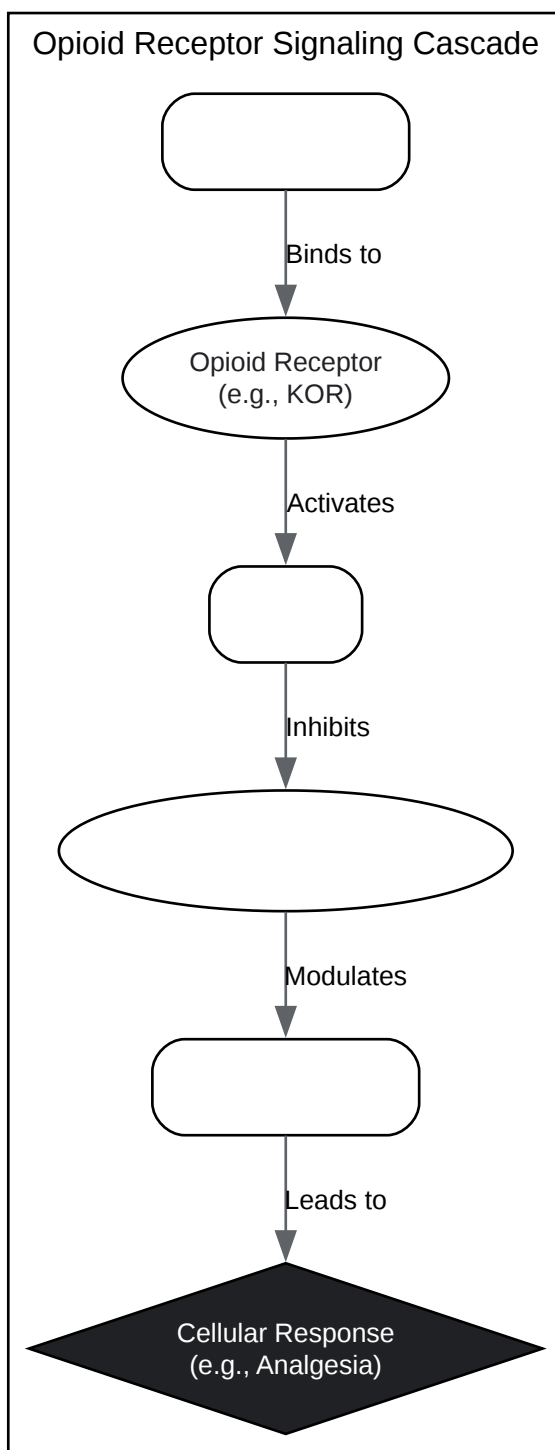 Opioid Receptor Signaling Cascade
Binds to
Opioid Receptor
(e.g., KOR)
Activates
Inhibits
Modulates
Leads to
Cellular Response
(e.g., Analgesia)